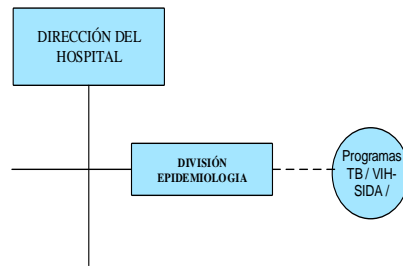 DIRECCIÓN DEL
HOSPITAL
DIVISIÓN
EPIDEMIOLOGIA
Programas
TB / VIH-
SIDA /